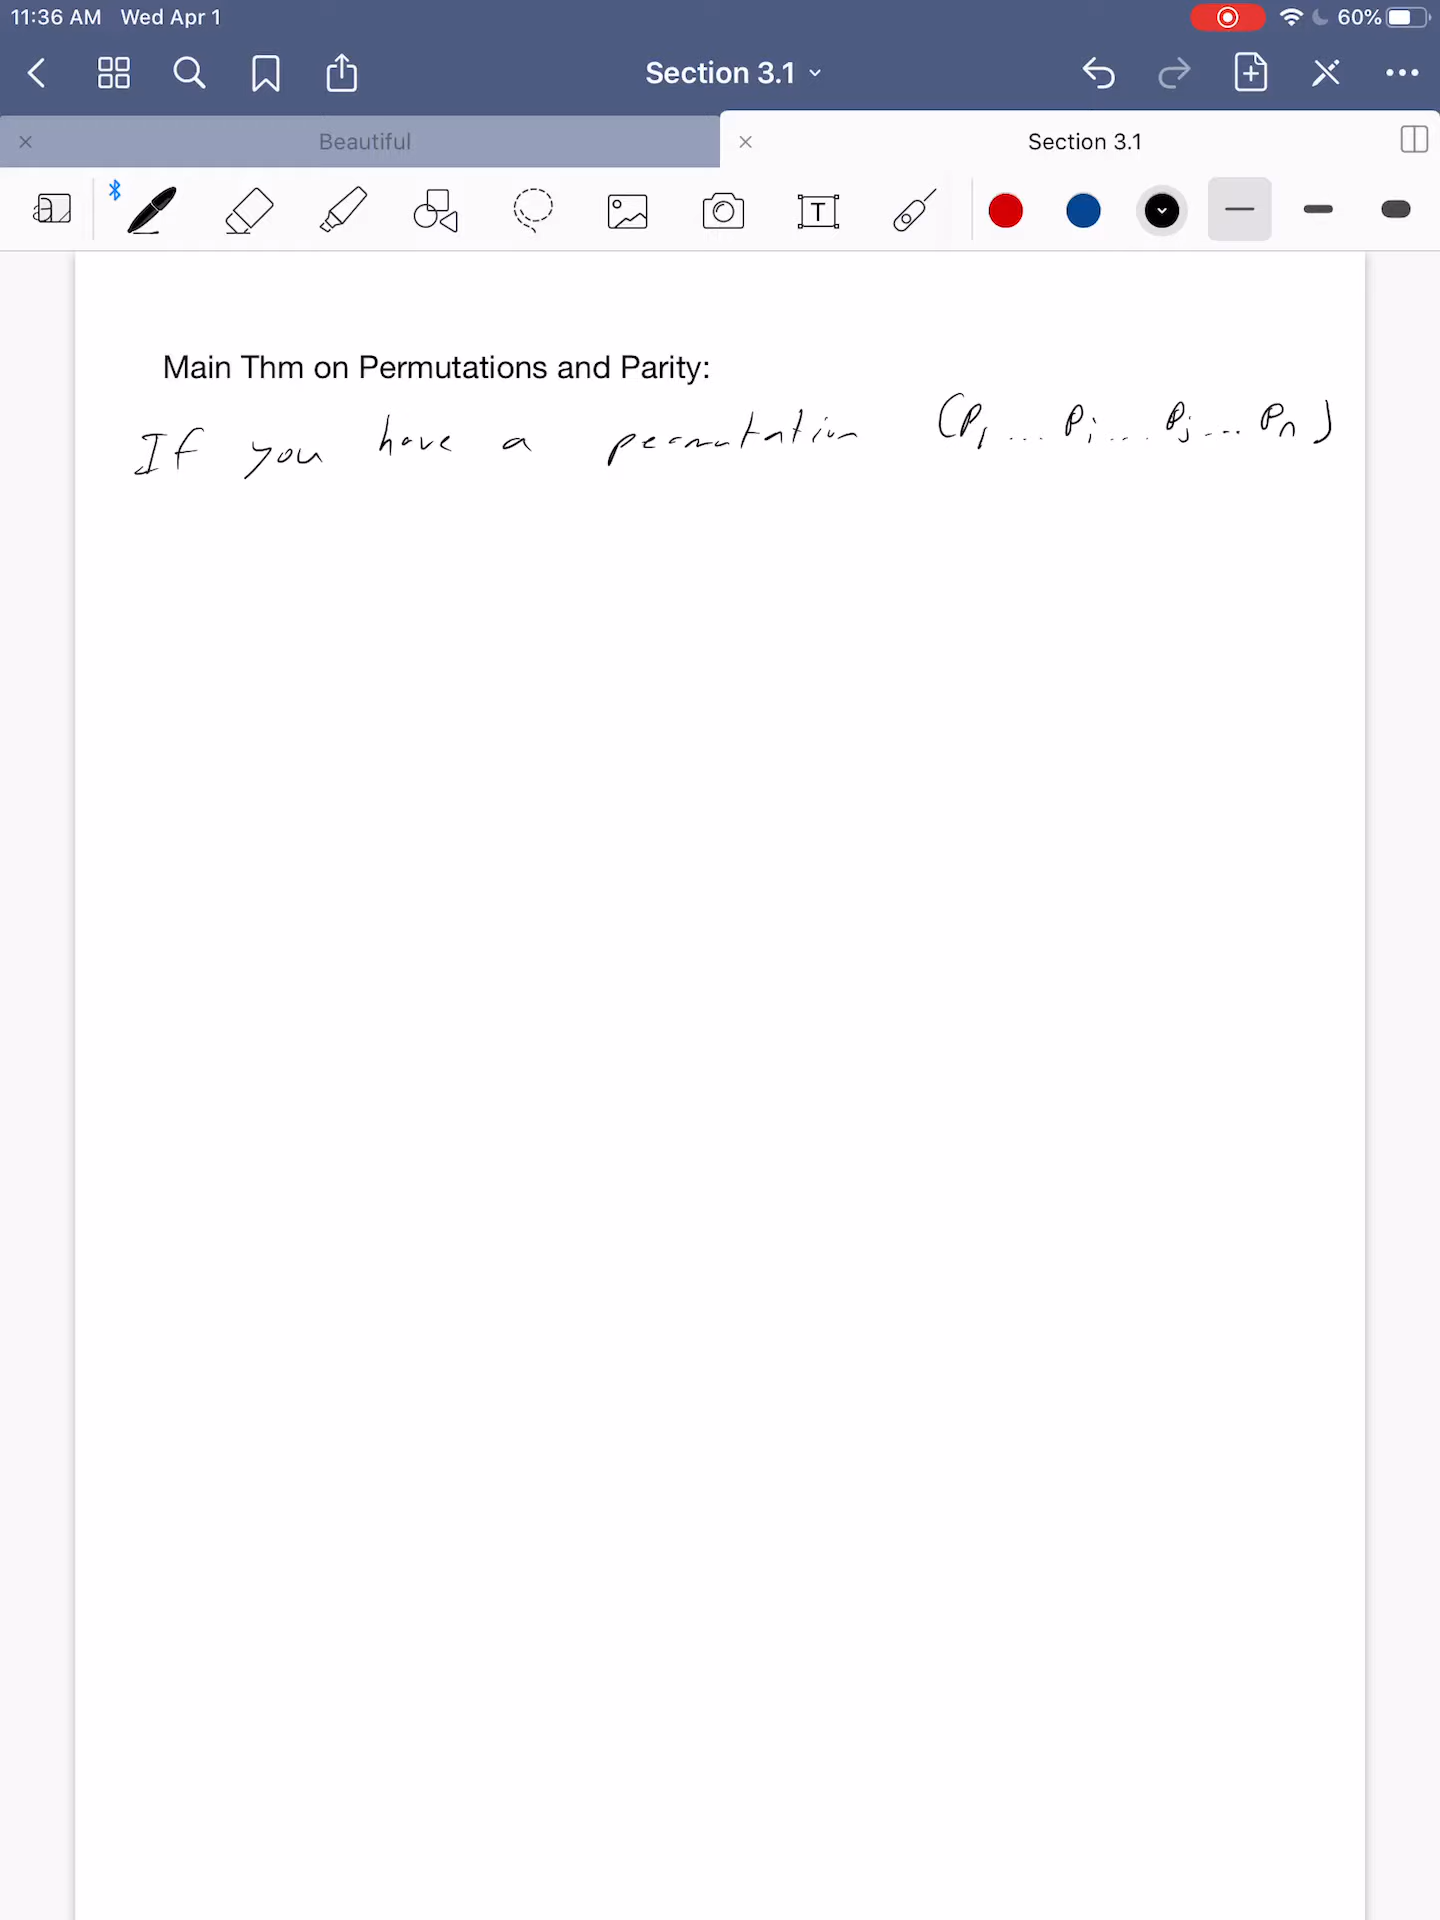 11:36 AM Wed Apr 1 60%
Section 3.1
Beautiful Section 3.1
a T
Main Thm on Permutations and Parity:
If you have a permutation (P1 ... Pi ... Pj ... Pn)